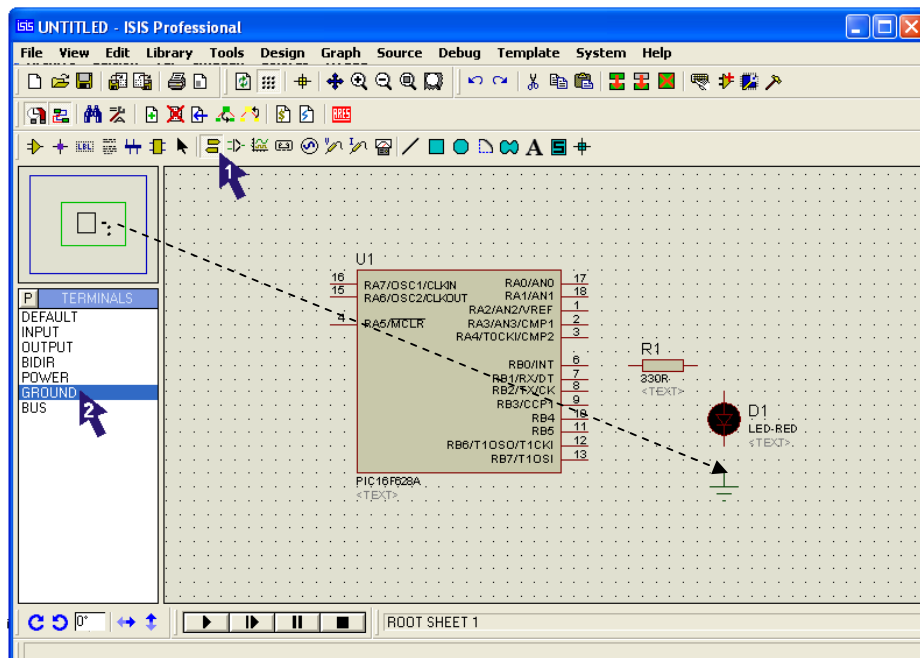 UNTITLED - ISIS Professional
File View Edit Library Tools Design Graph Source Debug Template System Help
ARES
LBL
A
S
1
P TERMINALS
DEFAULT
INPUT
OUTPUT
BIDIR
POWER
GROUND
BUS
2
U1
16 RA7/OSC1/CLKIN RA0/AN0 17
15 RA6/OSC2/CLKOUT RA1/AN1 18
RA2/AN2/VREF 1
4 RA5/MCLR RA3/AN3/CMP1 2
RA4/T0CKI/CMP2 3
RB0/INT 6
RB1/RX/DT 7
RB2/TX/CK 8
RB3/CCP1 9
RB4 10
RB5 11
RB6/T1OSO/T1CKI 12
RB7/T1OSI 13
PIC16F628A
<TEXT>
R1
330R
<TEXT>
D1
LED-RED
<TEXT>
0°
ROOT SHEET 1